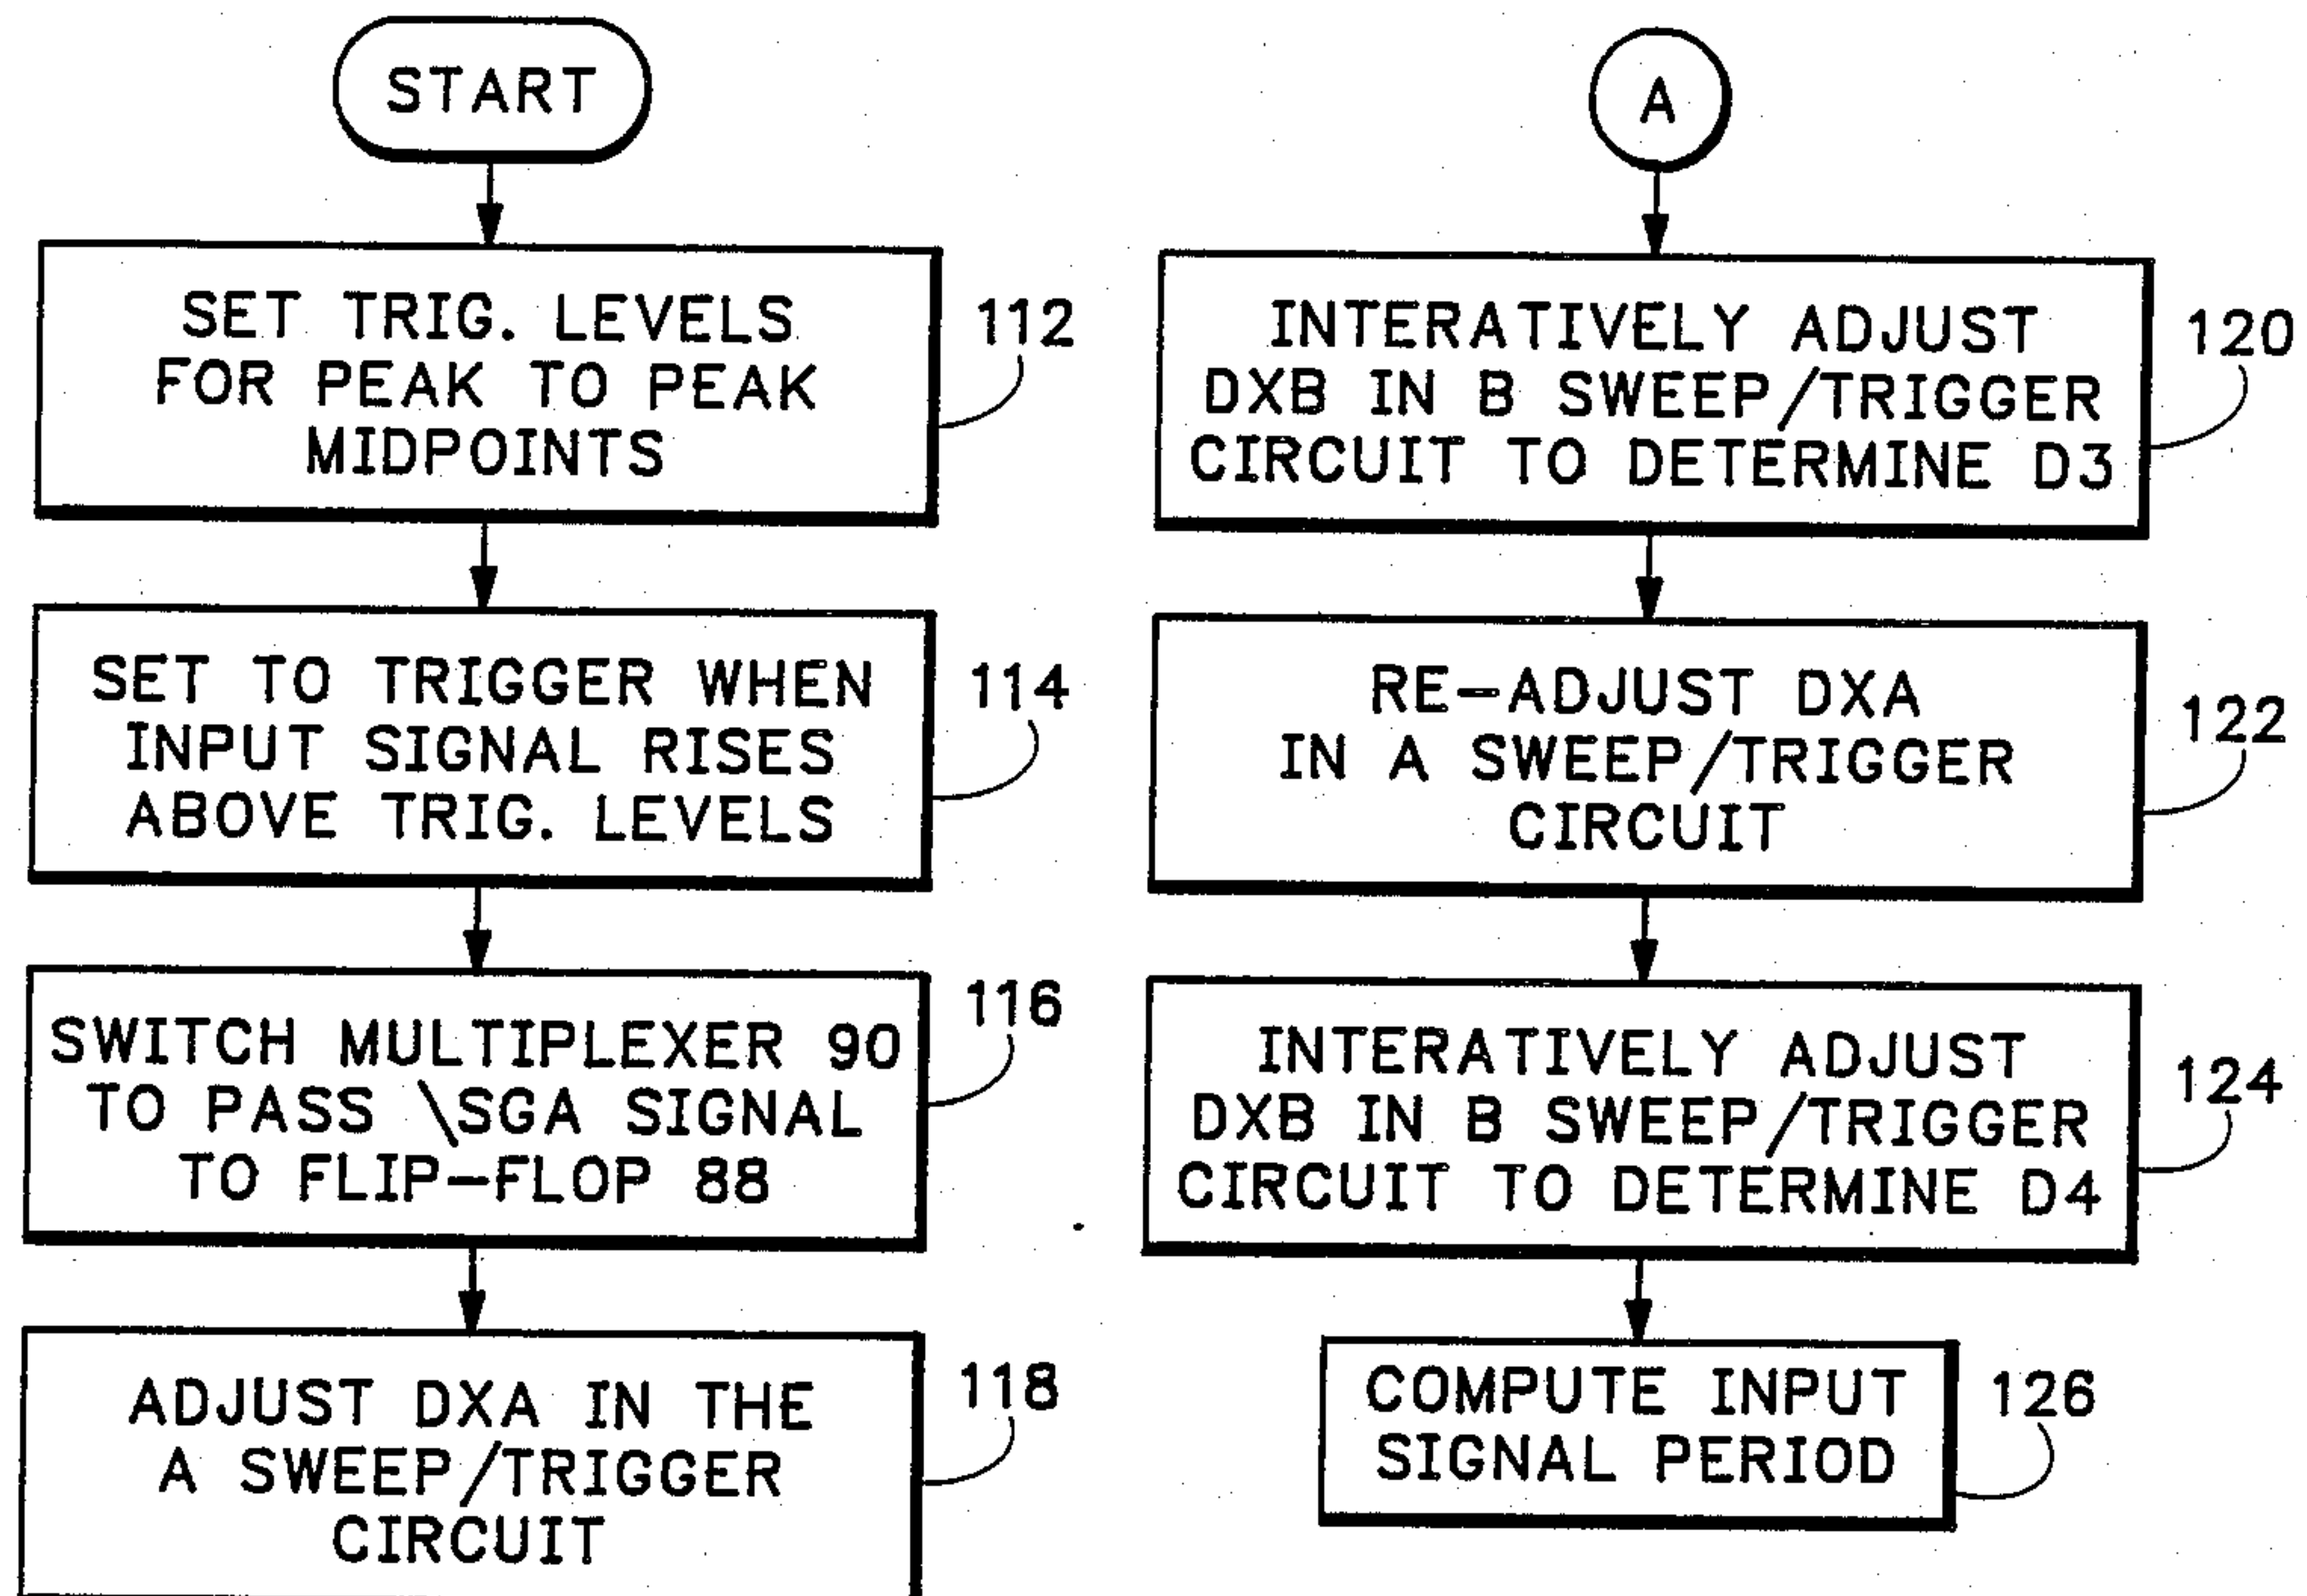 START
SET TRIG. LEVELS
FOR PEAK TO PEAK
MIDPOINTS
112
SET TO TRIGGER WHEN
INPUT SIGNAL RISES
ABOVE TRIG. LEVELS
114
SWITCH MULTIPLEXER 90
TO PASS \SGA SIGNAL
TO FLIP-FLOP 88
116
ADJUST DXA IN THE
A SWEEP/TRIGGER
CIRCUIT
118
A
INTERATIVELY ADJUST
DXB IN B SWEEP/TRIGGER
CIRCUIT TO DETERMINE D3
120
RE-ADJUST DXA
IN A SWEEP/TRIGGER
CIRCUIT
122
INTERATIVELY ADJUST
DXB IN B SWEEP/TRIGGER
CIRCUIT TO DETERMINE D4
124
COMPUTE INPUT
SIGNAL PERIOD
126